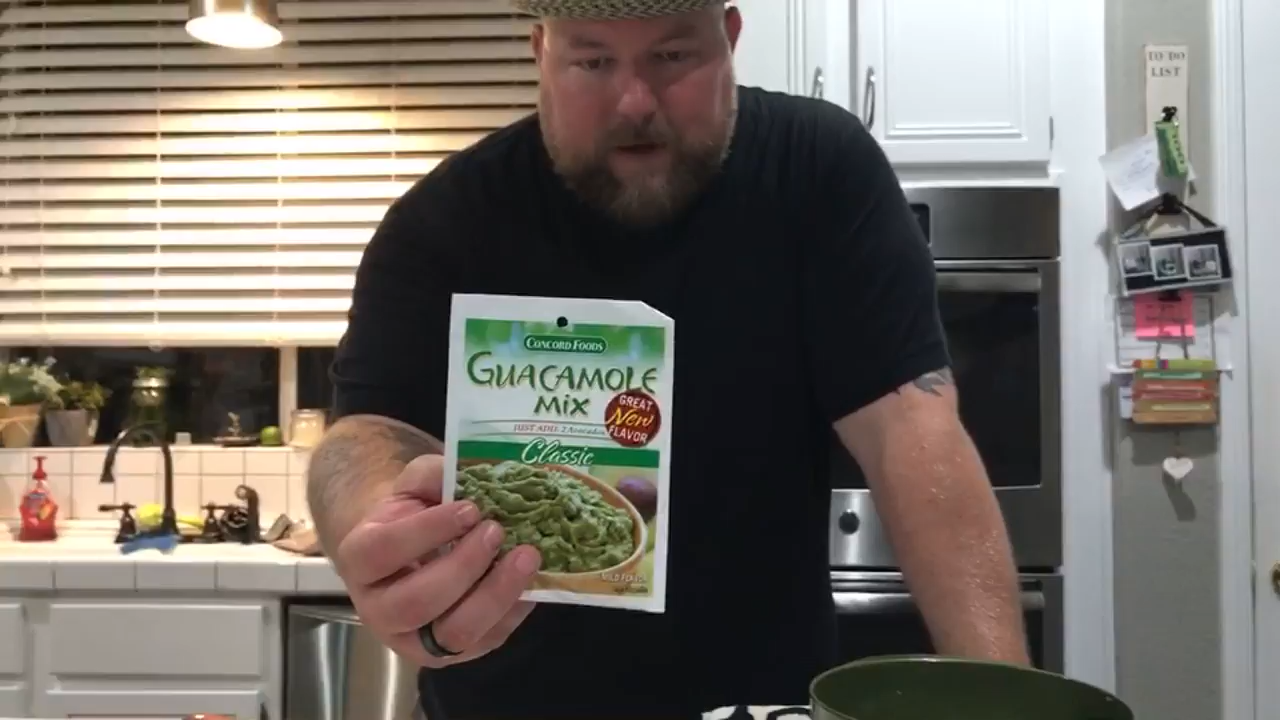 TO DO
LIST
CONCORD FOODS
GUACAMOLE
MIX
GREAT
New
FLAVOR
JUST ADD: 2 Avocados
Classic
MILD FLAVOR